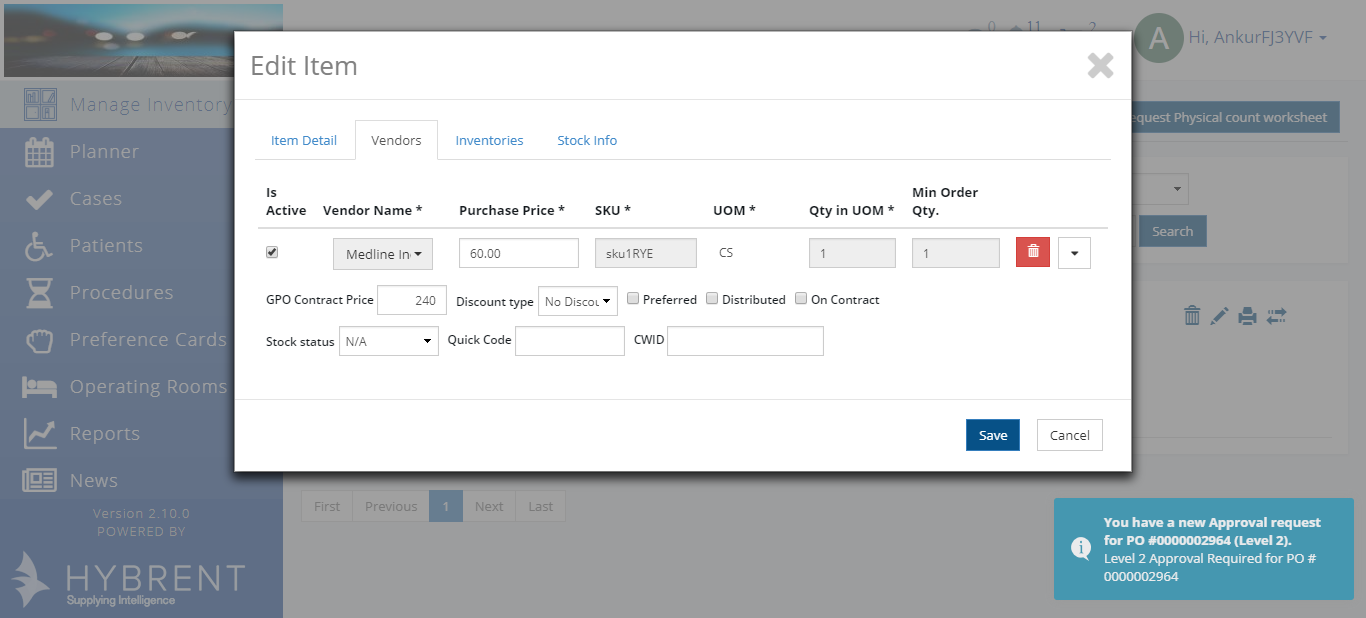 0 11 2
A Hi, AnkurFJ3YVF
Edit Item
Manage Inventory
Planner
Cases
Patients
Procedures
Preference Cards
Operating Rooms
Reports
News
Version 2.10.0
POWERED BY
HYBRENT
Supplying Intelligence
Item Detail Vendors Inventories Stock Info
Is Active Vendor Name * Purchase Price * SKU * UOM * Qty in UOM * Min Order Qty.
Medline In 60.00 sku1RYE CS 1 1
GPO Contract Price 240 Discount type No Discou Preferred Distributed On Contract
Stock status N/A Quick Code CWID
Save Cancel
equest Physical count worksheet
Search
First Previous 1 Next Last
You have a new Approval request
for PO #0000002964 (Level 2).
Level 2 Approval Required for PO #
0000002964